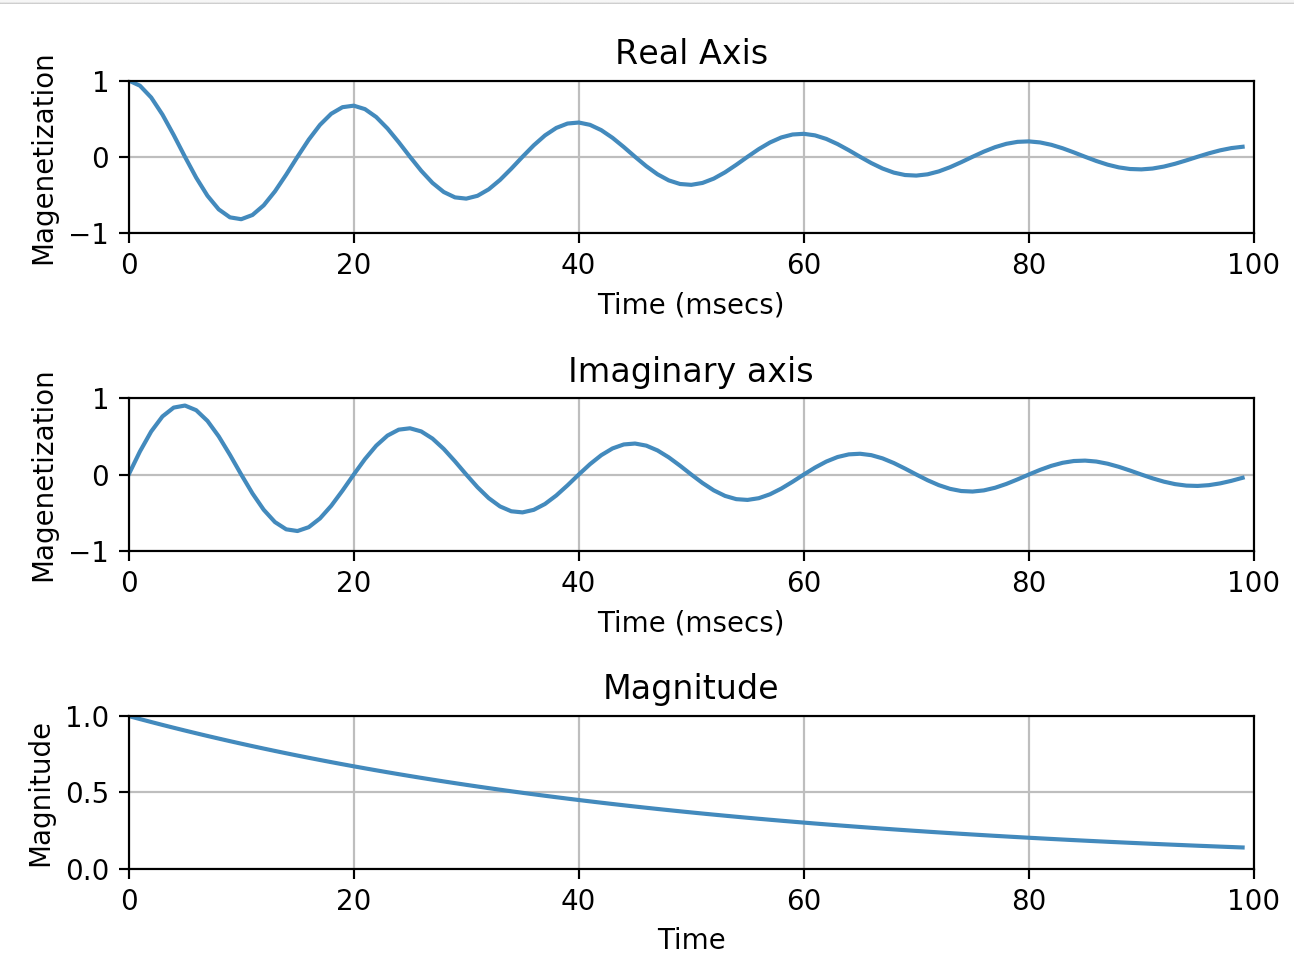 Real Axis
Magenetization
1
0
−1
0 20 40 60 80 100
Time (msecs)
Imaginary axis
Magenetization
1
0
−1
0 20 40 60 80 100
Time (msecs)
Magnitude
Magnitude
1.0
0.5
0.0
0 20 40 60 80 100
Time